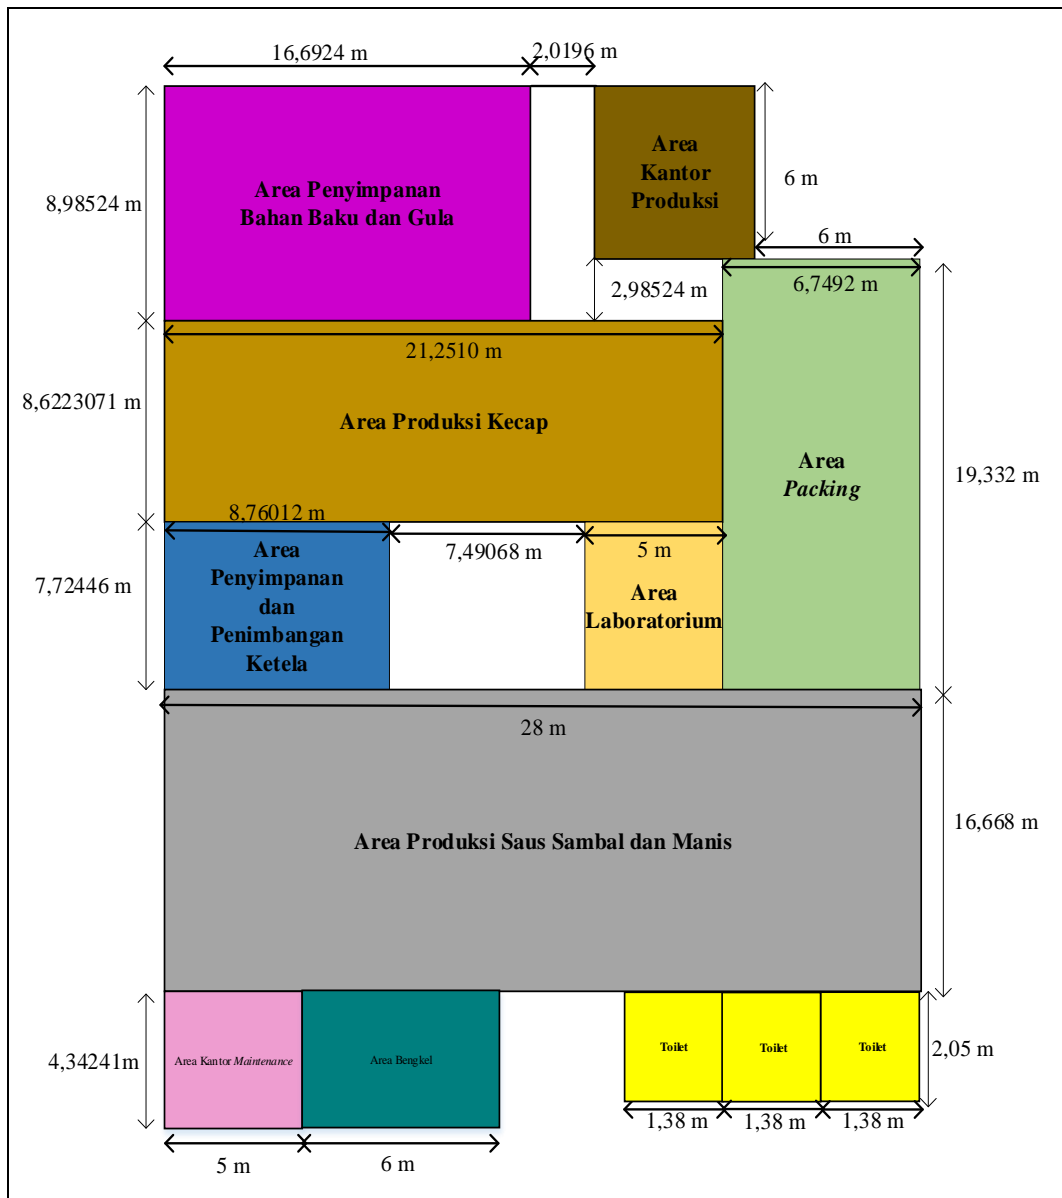 16,6924 m
2,0196 m
Area
Kantor
Produksi
Area Penyimpanan
Bahan Baku dan Gula
8,98524 m
6 m
6 m
2,98524 m
6,7492 m
21,2510 m
8,6223071 m
Area Produksi Kecap
Area
Packing
19,332 m
8,76012 m
7,49068 m
5 m
Area
Penyimpanan
dan
Penimbangan
Ketela
7,72446 m
Area
Laboratorium
28 m
16,668 m
Area Produksi Saus Sambal dan Manis
4,34241m
Area Kantor Maintenance
Area Bengkel
Toilet
Toilet
Toilet
2,05 m
1,38 m
1,38 m
1,38 m
5 m
6 m